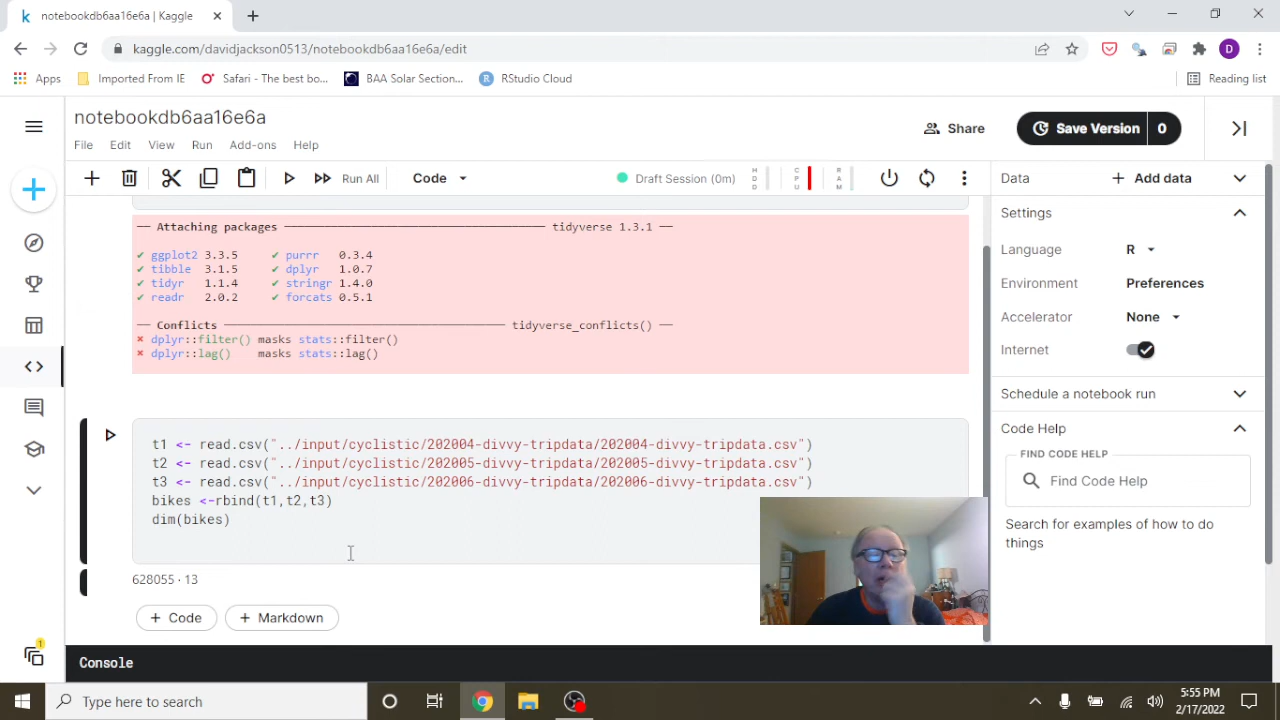 notebookdb6aa16e6a | Kaggle
kaggle.com/davidjackson0513/notebookdb6aa16e6a/edit
D
Apps
Imported From IE
Safari - The best bo...
BAA Solar Section...
RStudio Cloud
Reading list
notebookdb6aa16e6a
Share
Save Version
0
File Edit View Run Add-ons Help
Run All
Code
Draft Session (0m)
HDD
CPU
RAM
Data
Add data
── Attaching packages ── tidyverse 1.3.1 ──
✔ ggplot2 3.3.5 ✔ purrr 0.3.4
✔ tibble 3.1.5 ✔ dplyr 1.0.7
✔ tidyr 1.1.4 ✔ stringr 1.4.0
✔ readr 2.0.2 ✔ forcats 0.5.1
── Conflicts ── tidyverse_conflicts() ──
✖ dplyr::filter() masks stats::filter()
✖ dplyr::lag() masks stats::lag()
t1 <- read.csv("../input/cyclistic/202004-divvy-tripdata/202004-divvy-tripdata.csv")
t2 <- read.csv("../input/cyclistic/202005-divvy-tripdata/202005-divvy-tripdata.csv")
t3 <- read.csv("../input/cyclistic/202006-divvy-tripdata/202006-divvy-tripdata.csv")
bikes <-rbind(t1,t2,t3)
dim(bikes)
628055 · 13
+ Code
+ Markdown
Console
Settings
Language R
Environment Preferences
Accelerator None
Internet
Schedule a notebook run
Code Help
FIND CODE HELP
Find Code Help
Search for examples of how to do
things
1
Type here to search
5:55 PM
2/17/2022